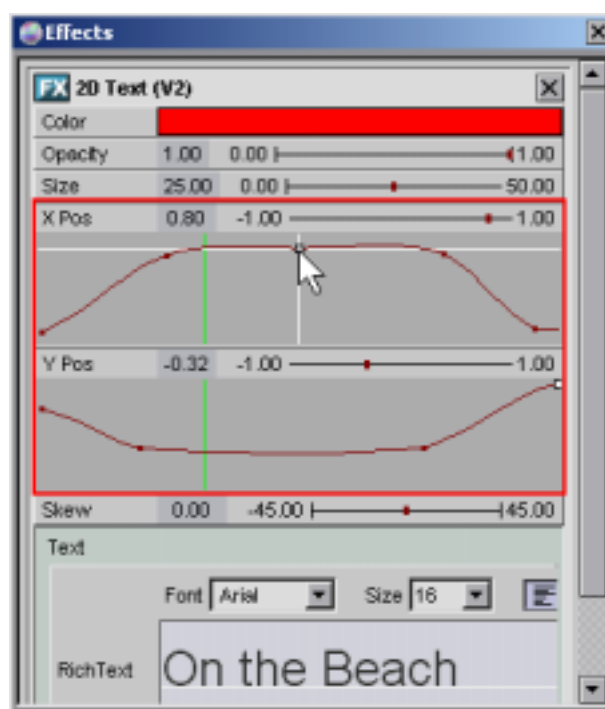 Effects
FX 2D Text (V2)
Color
Opacity 1.00 0.00 1.00
Size 25.00 0.00 50.00
X Pos 0.80 -1.00 1.00
Y Pos -0.32 -1.00 1.00
Skew 0.00 -45.00 45.00
Text
Font Arial Size 16
RichText On the Beach